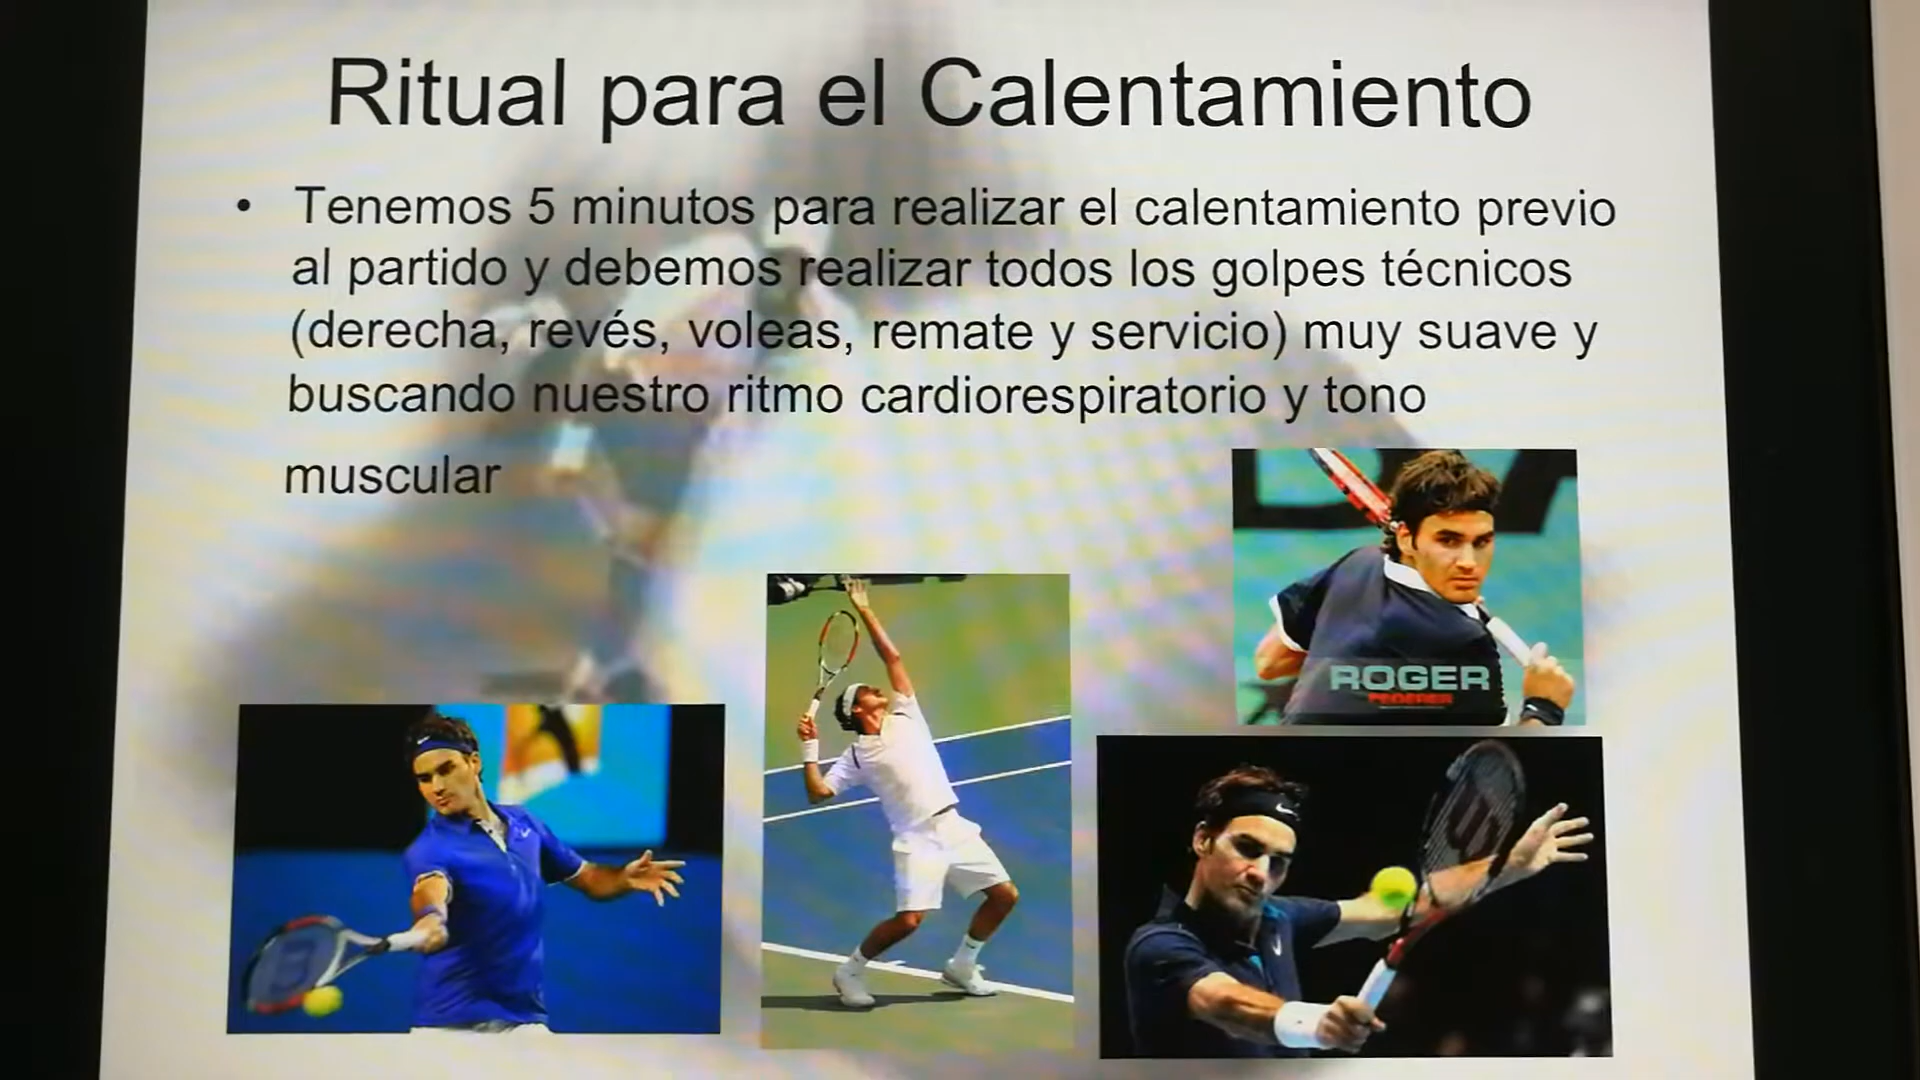 Ritual para el Calentamiento
• Tenemos 5 minutos para realizar el calentamiento previo
al partido y debemos realizar todos los golpes técnicos
(derecha, revés, voleas, remate y servicio) muy suave y
buscando nuestro ritmo cardiorespiratorio y tono
muscular
ROGER
FEDERER